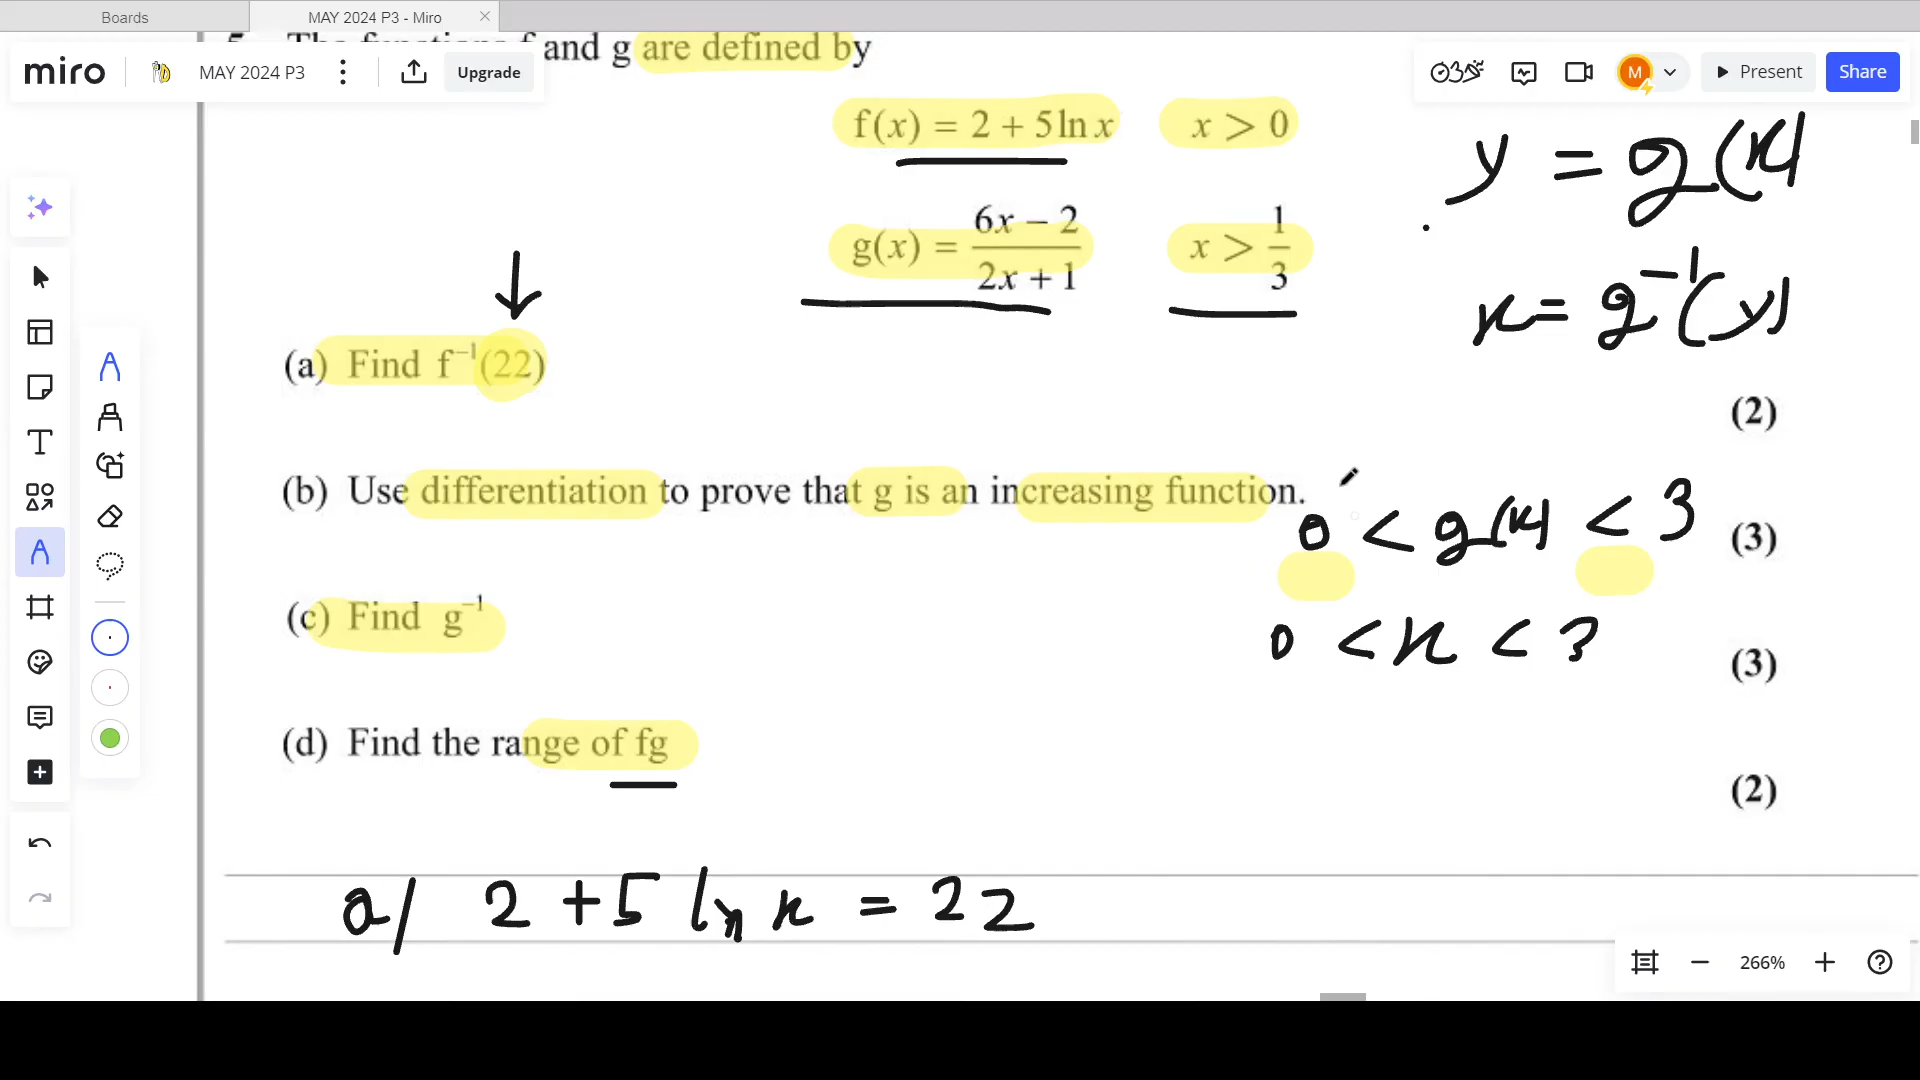 Boards
MAY 2024 P3 - Miro
and g are defined by
miro
MAY 2024 P3
Upgrade
M
Present
Share
f(x) = 2 + 5 ln x x > 0
y = g(x)
g(x) = 6x − 2 / 2x + 1 x > 1/3
x = g⁻¹(y)
(a) Find f⁻¹(22)
(2)
(b) Use differentiation to prove that g is an increasing function.
0 < g(x) < 3
(3)
(c) Find g⁻¹
0 < x < 3
(3)
(d) Find the range of fg
(2)
a/ 2 + 5 ln x = 22
266%